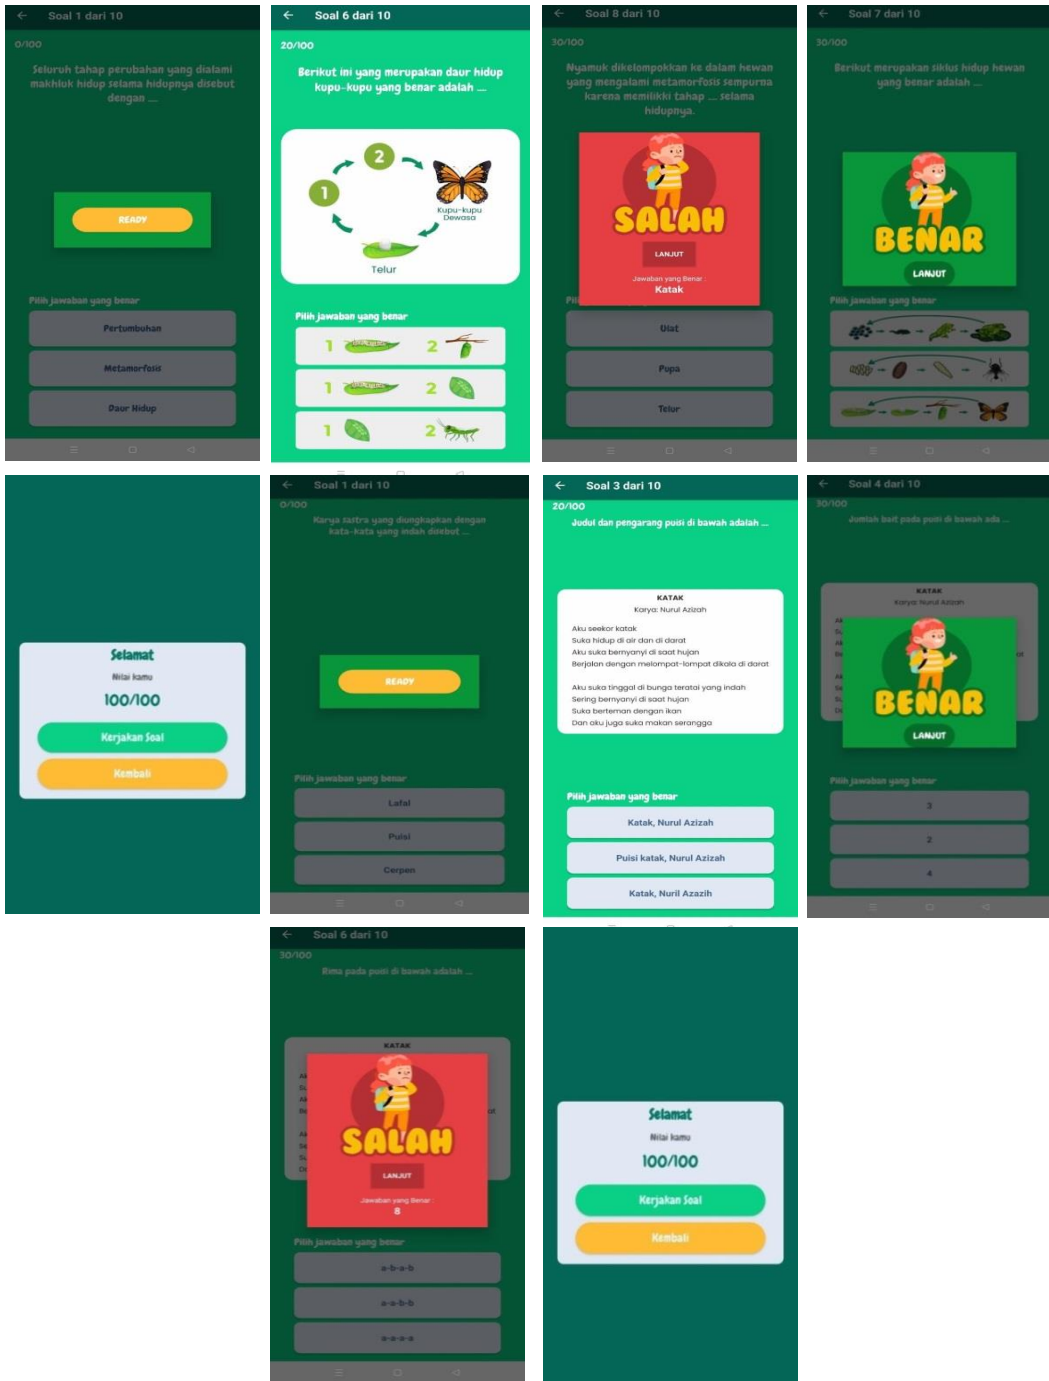 Soal 1 dari 10
0/100
Seluruh tahap perubahan yang dialami
makhluk hidup selama hidupnya disebut
dengan ....
READY
Pilih jawaban yang benar
Pertumbuhan
Metamorfosis
Daur Hidup
Soal 6 dari 10
20/100
Berikut ini yang merupakan daur hidup
kupu-kupu yang benar adalah ....
2
1
Kupu-kupu
Dewasa
Telur
Pilih jawaban yang benar
1 2
1 2
1 2
Soal 8 dari 10
30/100
Nyamuk dikelompokkan ke dalam hewan
yang mengalami metamorfosis sempurna
karena memilikki tahap .... selama
hidupnya.
SALAH
LANJUT
Jawaban yang Benar :
Katak
Pil
Ulat
Pupa
Telur
Soal 7 dari 10
30/100
Berikut merupakan siklus hidup hewan
yang benar adalah ....
BENAR
LANJUT
Pilih jawaban yang benar
Selamat
Nilai kamu
100/100
Kerjakan Soal
Kembali
Soal 1 dari 10
0/100
Karya sastra yang diungkapkan dengan
kata-kata yang indah disebut ....
READY
Pilih jawaban yang benar
Lafal
Puisi
Cerpen
Soal 3 dari 10
20/100
Judul dan pengarang puisi di bawah adalah ....
KATAK
Karya: Nurul Azizah
Aku seekor katak
Suka hidup di air dan di darat
Aku suka bernyanyi di saat hujan
Berjalan dengan melompat-lompat dikala di darat
Aku suka tinggal di bunga teratai yang indah
Sering bernyanyi di saat hujan
Suka berteman dengan ikan
Dan aku juga suka makan serangga
Pilih jawaban yang benar
Katak, Nurul Azizah
Puisi katak, Nurul Azizah
Katak, Nuril Azazih
Soal 4 dari 10
30/100
Jumlah bait pada puisi di bawah ada ....
KATAK
Karya: Nurul Azizah
BENAR
LANJUT
Pilih jawaban yang benar
3
2
4
Soal 6 dari 10
30/100
Rima pada puisi di bawah adalah ....
KATAK
SALAH
LANJUT
Jawaban yang Benar :
8
Pilih jawaban yang benar
a-b-a-b
a-a-b-b
a-a-a-a
Selamat
Nilai kamu
100/100
Kerjakan Soal
Kembali